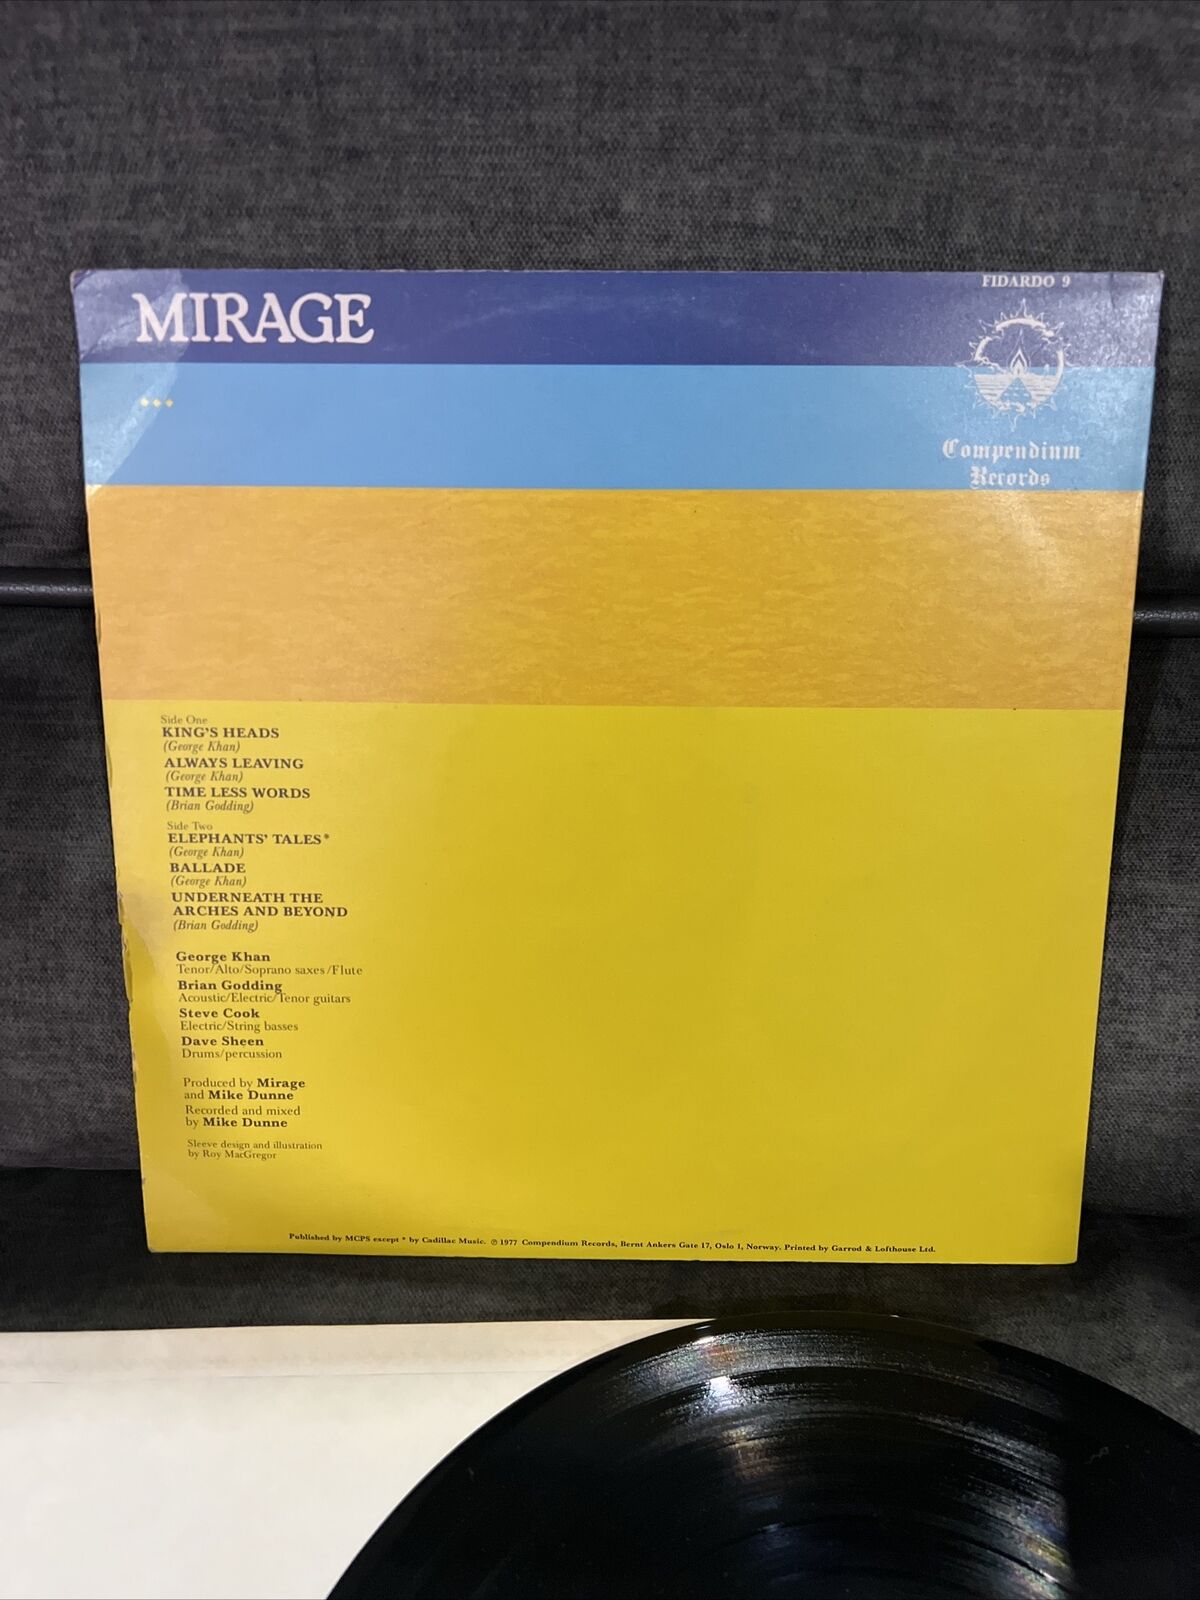 MIRAGE
FIDARDO 9
Compendium
Records
Side One
KING'S HEADS
(George Khan)
ALWAYS LEAVING
(George Khan)
TIME LESS WORDS
(Brian Godding)
Side Two
ELEPHANTS' TALES*
(George Khan)
BALLADE
(George Khan)
UNDERNEATH THE
ARCHES AND BEYOND
(Brian Godding)
George Khan
Tenor/Alto/Soprano saxes/Flute
Brian Godding
Acoustic/Electric/Tenor guitars
Steve Cook
Electric/String basses
Dave Sheen
Drums/percussion
Produced by Mirage
and Mike Dunne
Recorded and mixed
by Mike Dunne
Sleeve design and illustration
by Roy MacGregor
Published by MCPS except * by Cadillac Music. ℗ 1977 Compendium Records, Bernt Ankers Gate 17, Oslo 1, Norway. Printed by Garrod & Lofthouse Ltd.